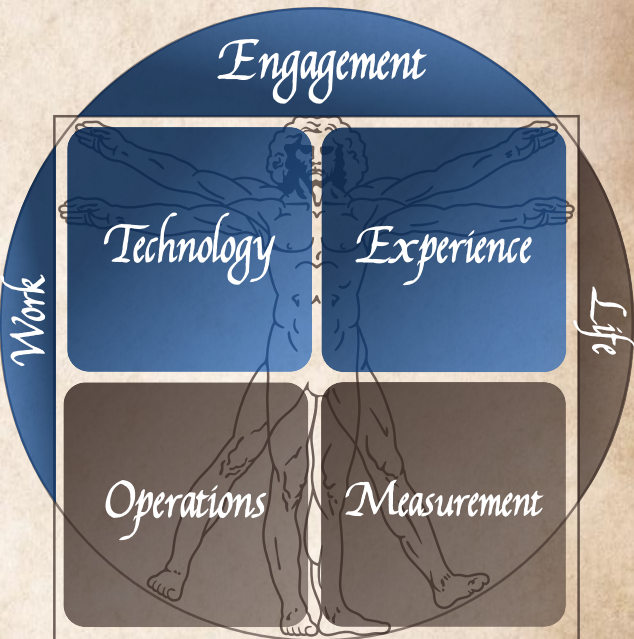 Engagement
Technology
Experience
Work
Life
Operations
Measurement